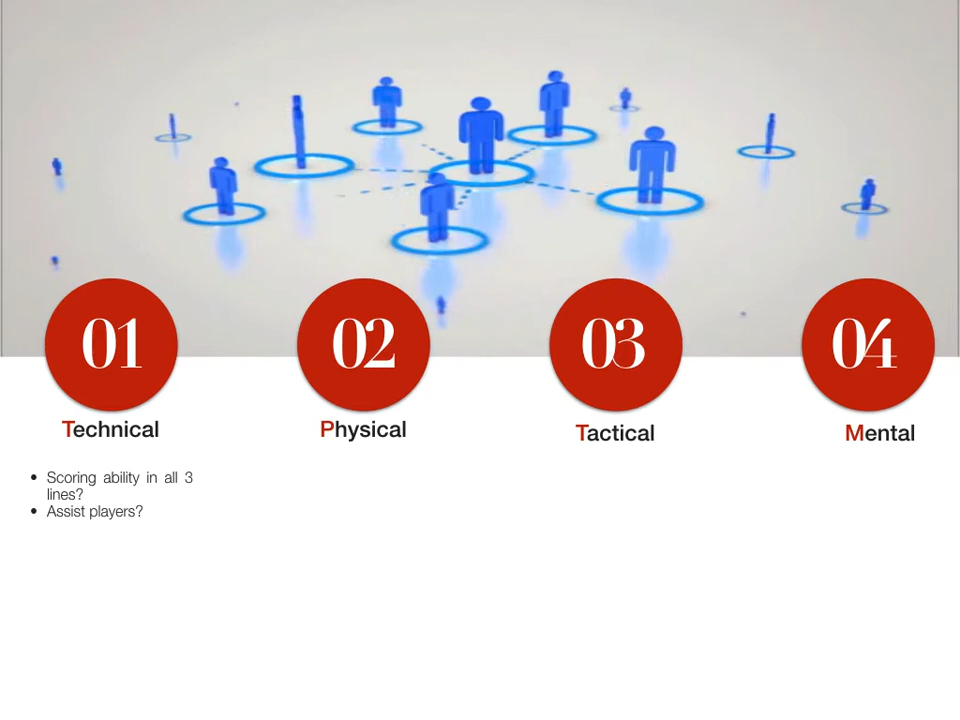 01
02
03
04
Technical
Physical
Tactical
Mental
• Scoring ability in all 3
lines?
• Assist players?